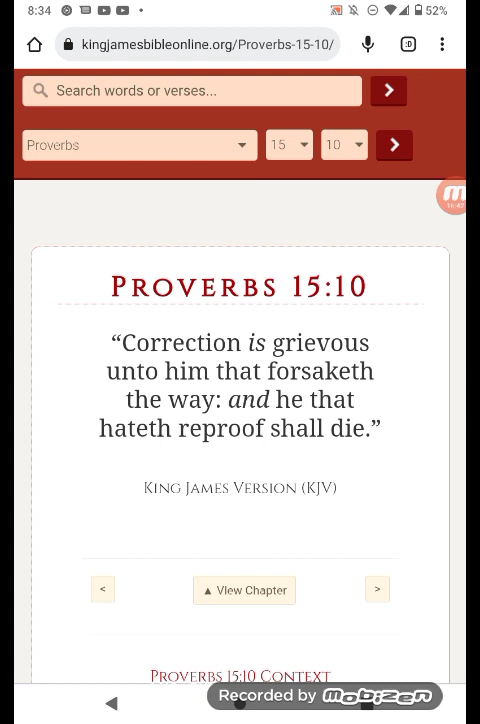 8:34 52%
kingjamesbibleonline.org/Proverbs-15-10/ :D
Search words or verses...
Proverbs 15 10
16:42
PROVERBS 15:10
“Correction is grievous
unto him that forsaketh
the way: and he that
hateth reproof shall die.”
KING JAMES VERSION (KJV)
< ▲ View Chapter >
PROVERBS 15:10 CONTEXT
Recorded by mobizen